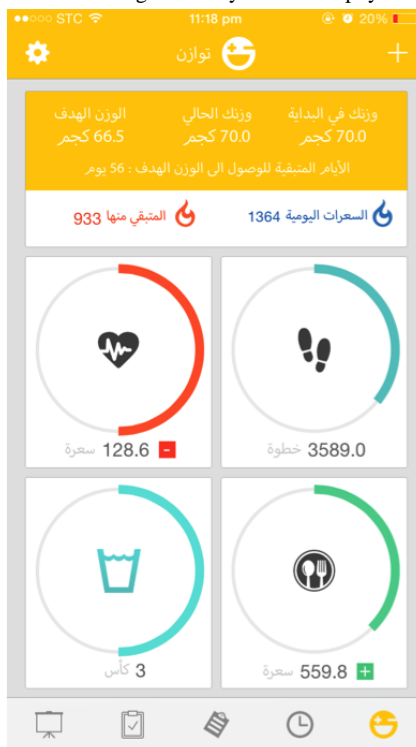 STC 11:18 pm 20%
توازن
وزنك في البداية وزنك الحالي الوزن الهدف
70.0 كجم 70.0 كجم 66.5 كجم
الأيام المتبقية للوصول الى الوزن الهدف : 56 يوم
السعرات اليومية 1364 المتبقي منها 933
3589.0 خطوة
128.6 سعرة
559.8 سعرة
3 كأس